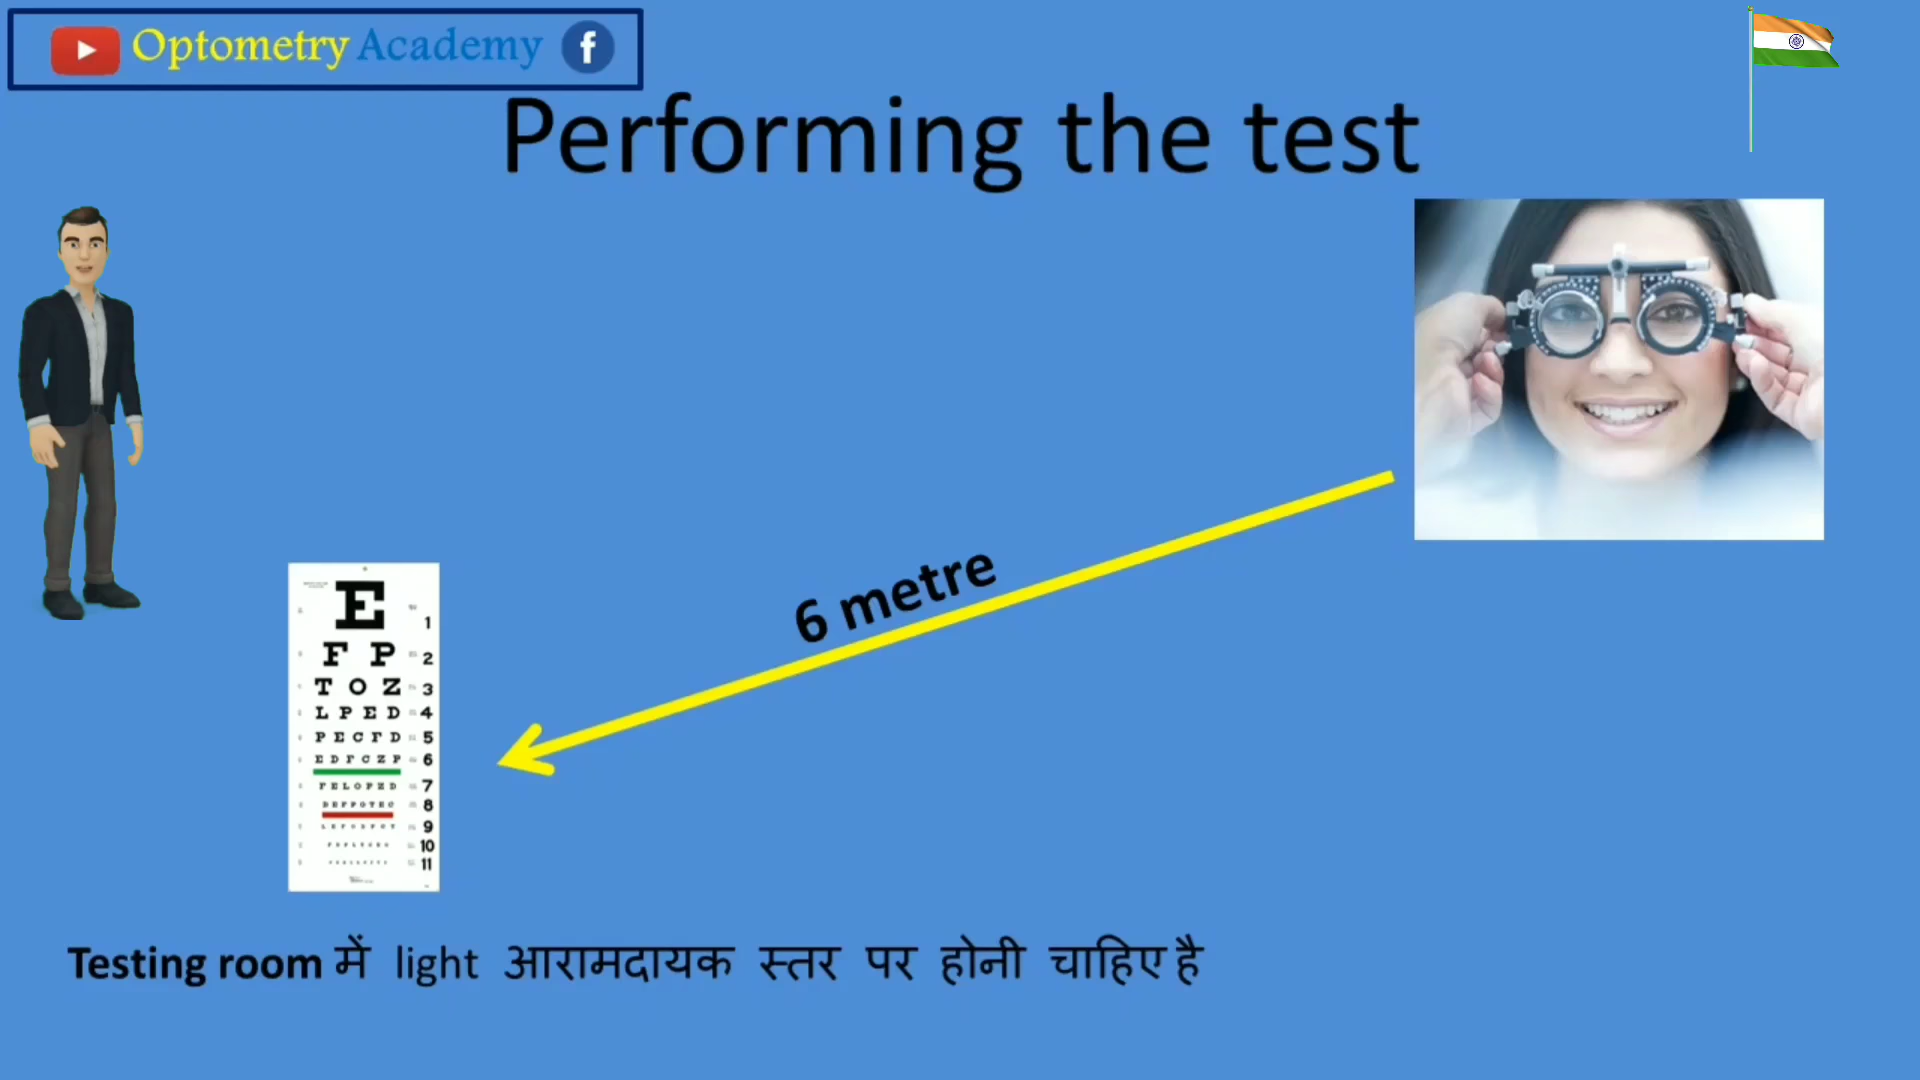 Optometry Academy f
Performing the test
6 metre
E 1
F P 2
T O Z 3
L P E D 4
P E C F D 5
E D F C Z P 6
F E L O P Z D 7
D E F P O T E C 8
9
10
11
Testing room में light आरामदायक स्तर पर होनी चाहिए है